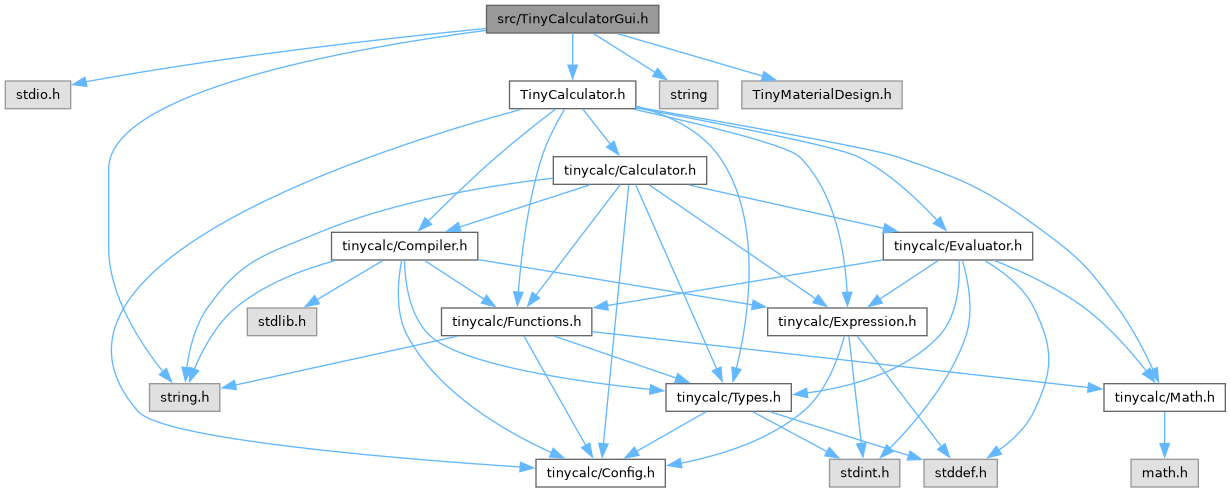 src/TinyCalculatorGui.h
stdio.h
TinyCalculator.h
string
TinyMaterialDesign.h
tinycalc/Calculator.h
tinycalc/Compiler.h
tinycalc/Evaluator.h
stdlib.h
tinycalc/Functions.h
tinycalc/Expression.h
string.h
tinycalc/Types.h
tinycalc/Math.h
tinycalc/Config.h
stdint.h
stddef.h
math.h